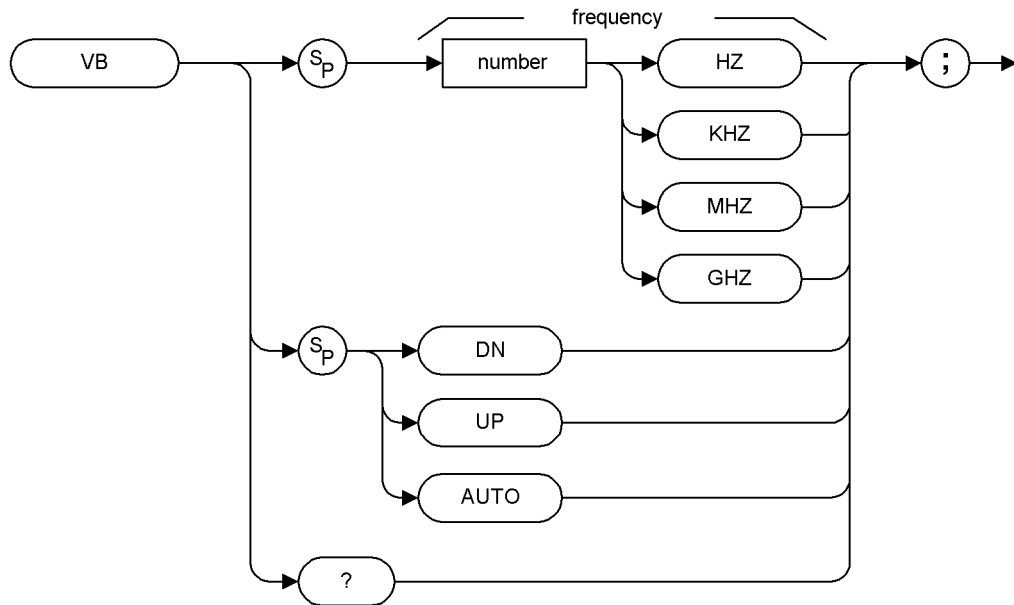 frequency
VB
SP
number
HZ
;
KHZ
MHZ
GHZ
SP
DN
UP
AUTO
?